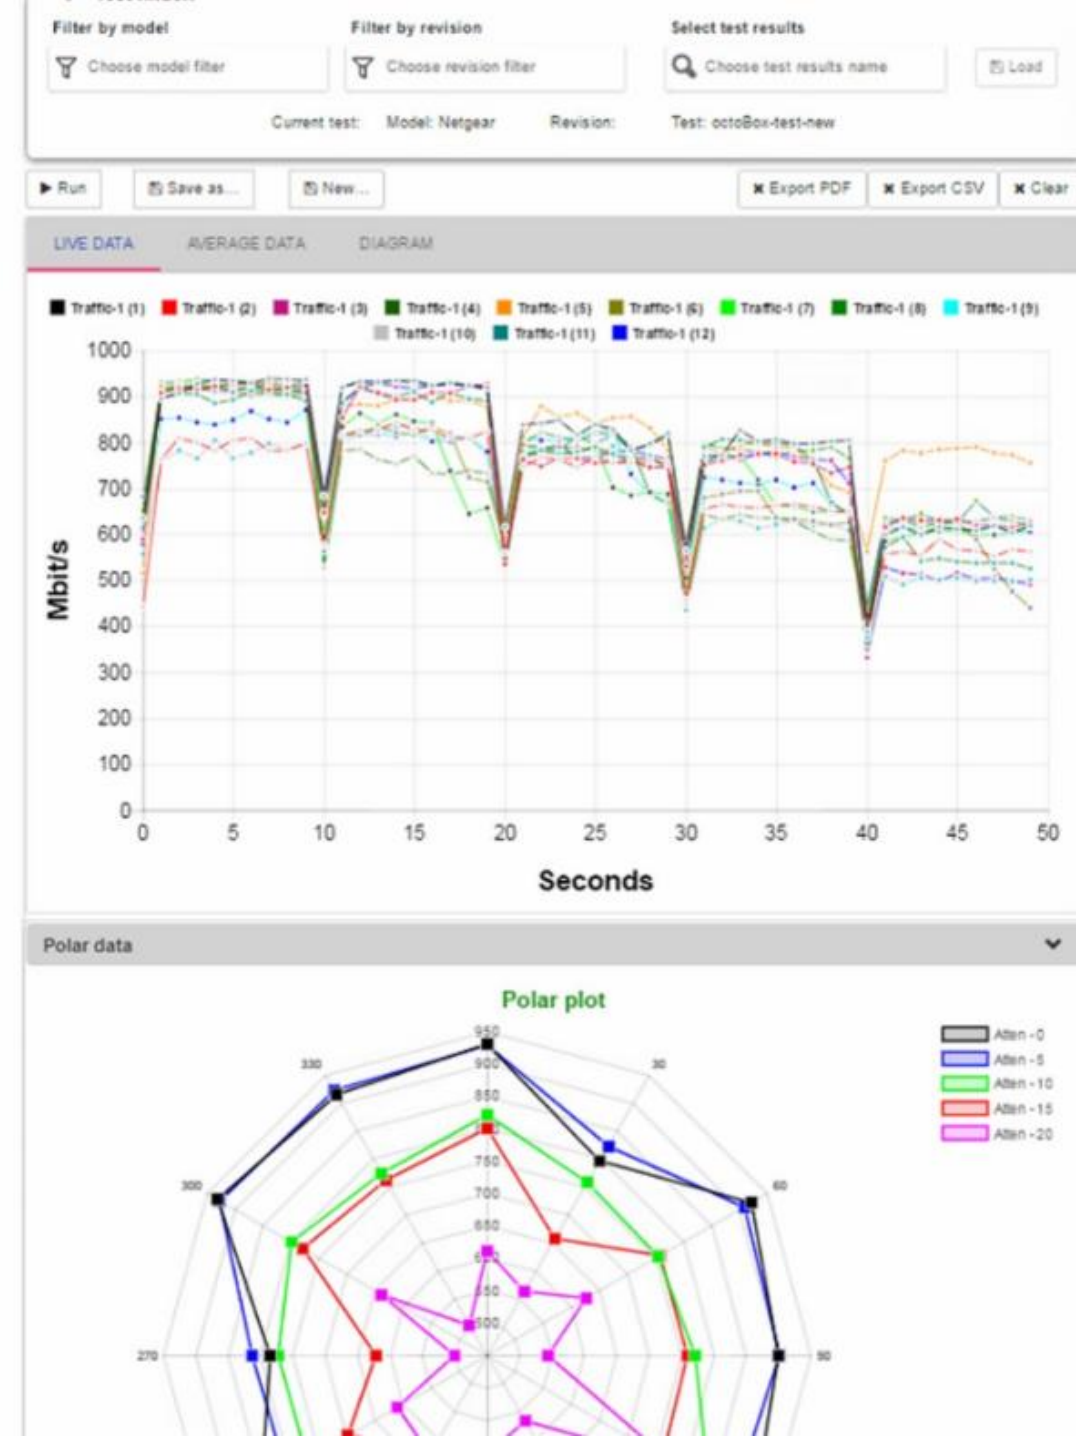 Filter by model Filter by revision Select test results
Choose model filter Choose revision filter Choose test results name Load
Current test: Model: Netgear Revision: Test: octoBox-test-new
Run Save as... New... Export PDF Export CSV Clear
LIVE DATA AVERAGE DATA DIAGRAM
Traffic-1 (1) Traffic-1 (2) Traffic-1 (3) Traffic-1 (4) Traffic-1 (5) Traffic-1 (6) Traffic-1 (7) Traffic-1 (8) Traffic-1 (9)
Traffic-1 (10) Traffic-1 (11) Traffic-1 (12)
1000
900
800
700
600
500
400
300
200
100
0
Mbit/s
0 5 10 15 20 25 30 35 40 45 50
Seconds
Polar data
Polar plot
950
900
850
750
700
650
550
500
330 30
300 60
270 90
Atten - 0
Atten - 5
Atten - 10
Atten - 15
Atten - 20